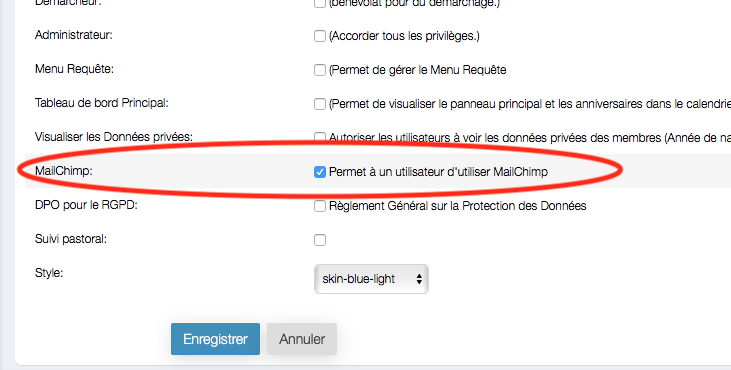 Démarcheur: (bénévolat pour du démarchage.)
Administrateur: (Accorder tous les privilèges.)
Menu Requête: (Permet de gérer le Menu Requête
Tableau de bord Principal: (Permet de visualiser le panneau principal et les anniversaires dans le calendrie
Visualiser les Données privées: Autoriser les utilisateurs à voir les données privées des membres (Année de na
MailChimp: Permet à un utilisateur d'utiliser MailChimp
DPO pour le RGPD: Règlement Général sur la Protection des Données
Suivi pastoral:
Style: skin-blue-light
Enregistrer Annuler